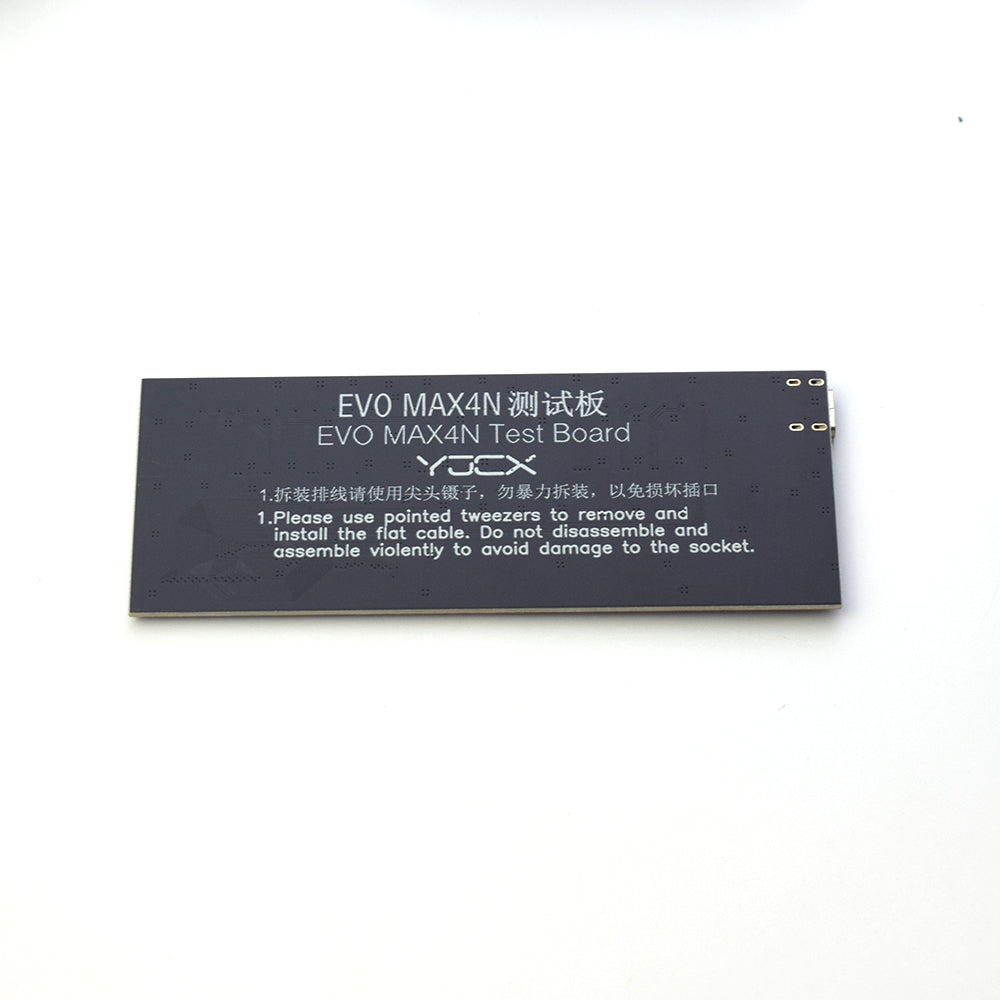 EVO MAX4N 测试板
EVO MAX4N Test Board
YJCX
1.拆装排线请使用尖头镊子，勿暴力拆装，以免损坏插口
1.Please use pointed tweezers to remove and
install the flat cable. Do not disassemble and
assemble violently to avoid damage to the socket.